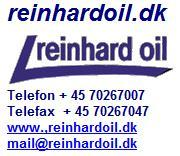 reinhardoil.dk
reinhard oil
Telefon + 45 70267007
Telefax + 45 70267047
www..reinhardoil.dk
mail@reinhardoil.dk